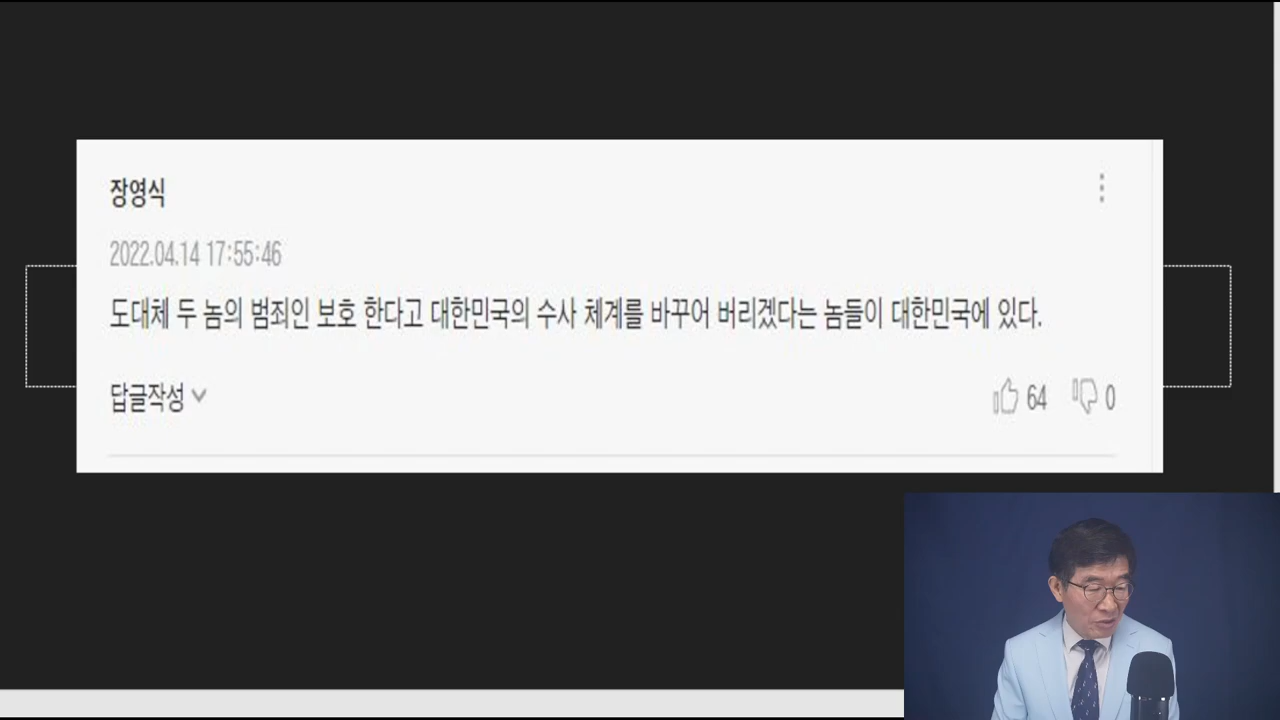 장영식
2022.04.14 17:55:46
도대체 두 놈의 범죄인 보호 한다고 대한민국의 수사 체계를 바꾸어 버리겠다는 놈들이 대한민국에 있다.
답글작성
64 0